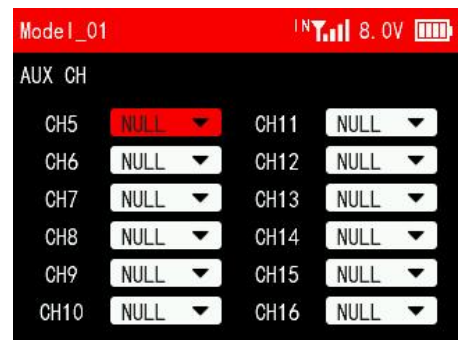 Model_01 IN 8.0V
AUX CH
CH5 NULL CH11 NULL
CH6 NULL CH12 NULL
CH7 NULL CH13 NULL
CH8 NULL CH14 NULL
CH9 NULL CH15 NULL
CH10 NULL CH16 NULL